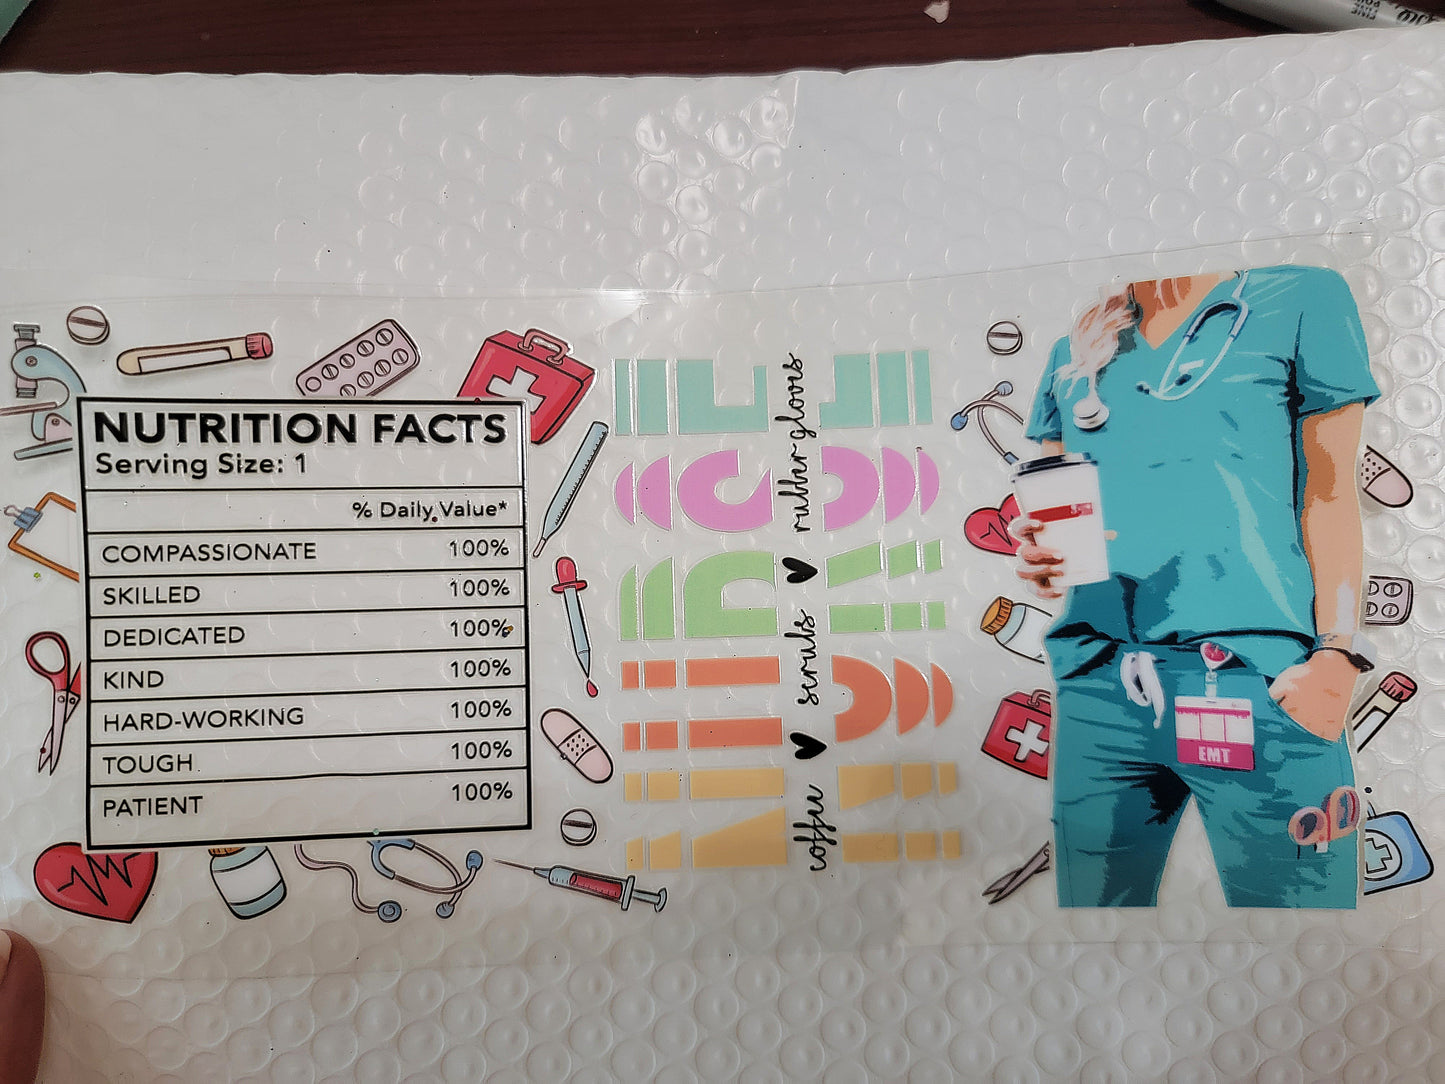 NUTRITION FACTS
Serving Size: 1
% Daily Value*
COMPASSIONATE 100%
SKILLED 100%
DEDICATED 100%
KIND 100%
HARD-WORKING 100%
TOUGH 100%
PATIENT 100%
NURSE
coffee ♥ scrubs ♥ rubber gloves
EMT